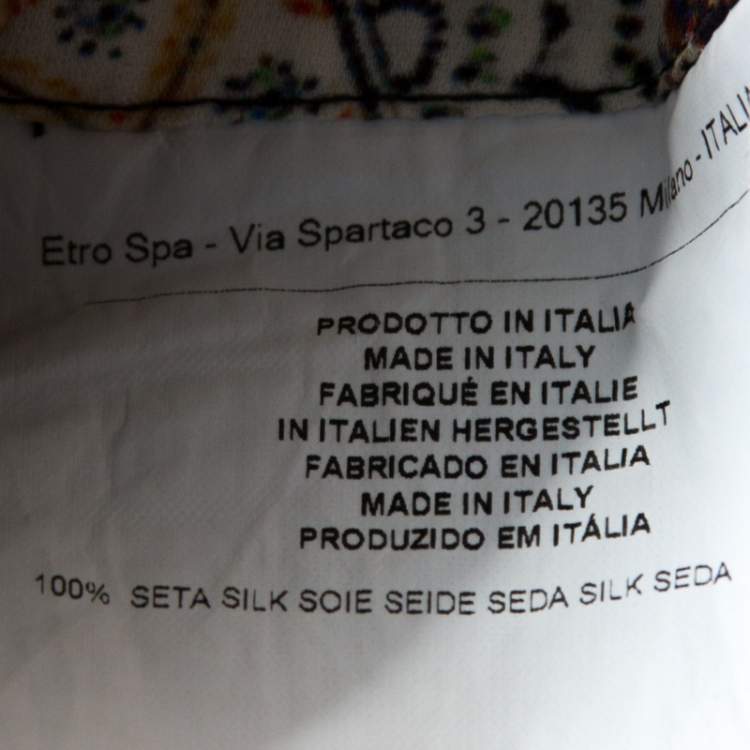 Etro Spa - Via Spartaco 3 - 20135 Milano - ITALIA
PRODOTTO IN ITALIA
MADE IN ITALY
FABRIQUÉ EN ITALIE
IN ITALIEN HERGESTELLT
FABRICADO EN ITALIA
MADE IN ITALY
PRODUZIDO EM ITÁLIA
100% SETA SILK SOIE SEIDE SEDA SILK SEDA